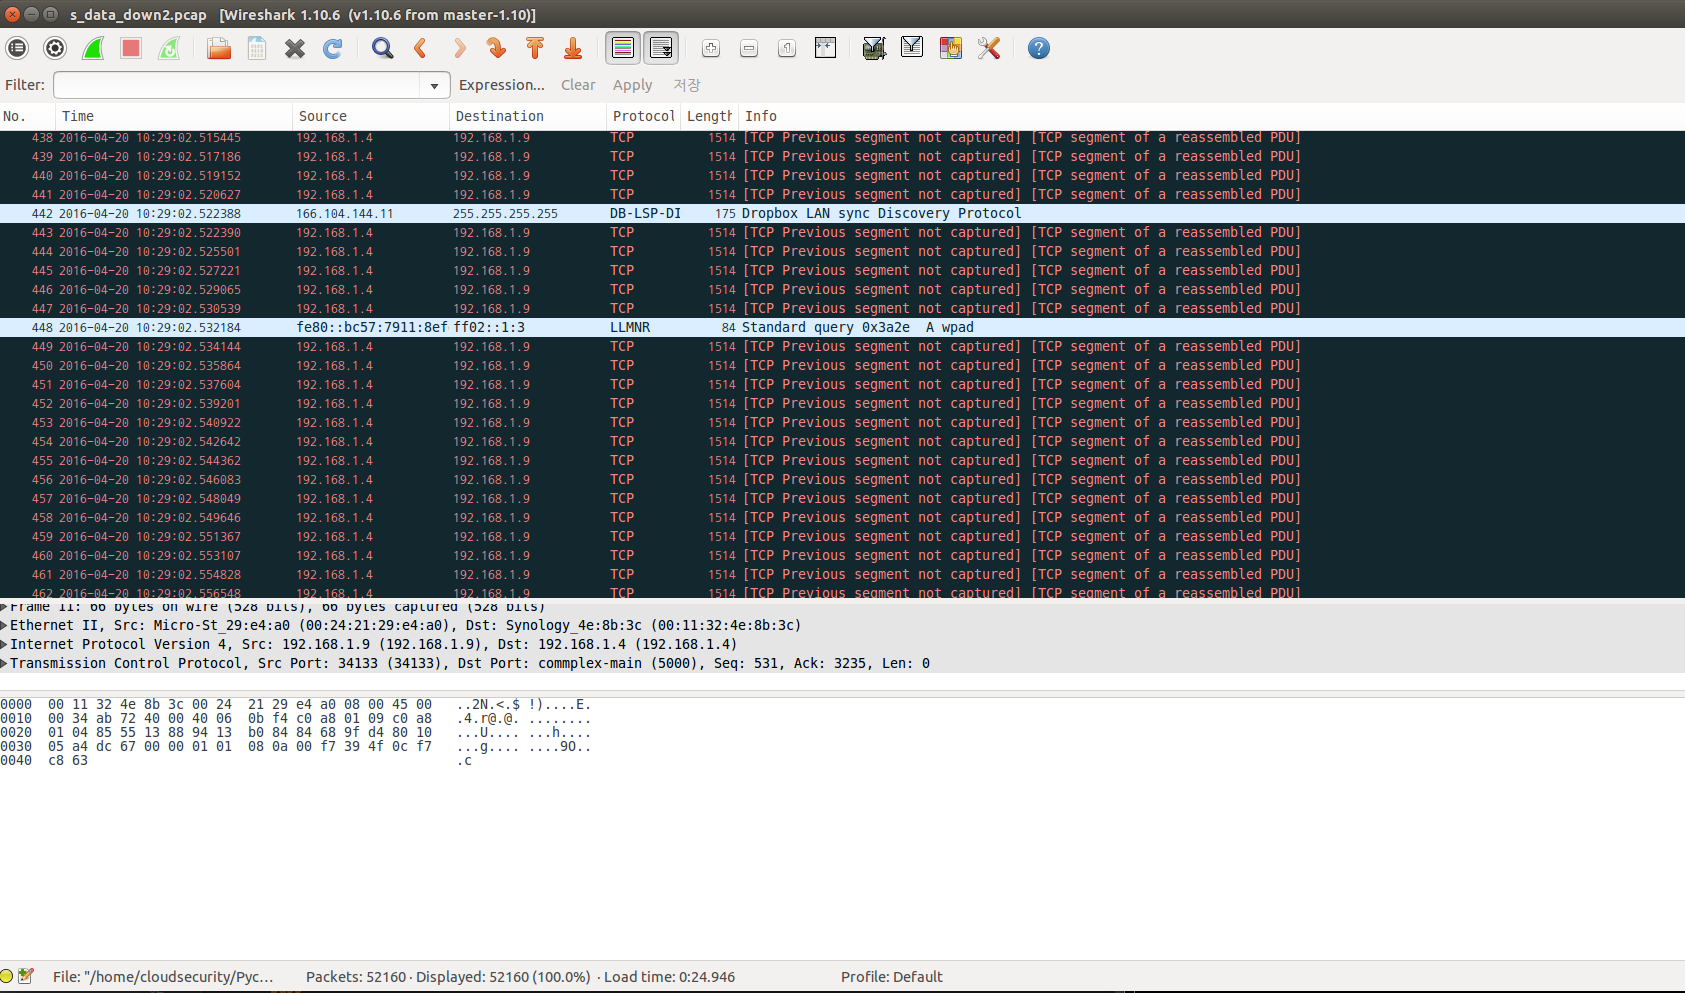 s_data_down2.pcap [Wireshark 1.10.6 (v1.10.6 from master-1.10)]
Filter: Expression... Clear Apply 저장
No. Time Source Destination Protocol Length Info
438 2016-04-20 10:29:02.515445 192.168.1.4 192.168.1.9 TCP 1514 [TCP Previous segment not captured] [TCP segment of a reassembled PDU]
439 2016-04-20 10:29:02.517186 192.168.1.4 192.168.1.9 TCP 1514 [TCP Previous segment not captured] [TCP segment of a reassembled PDU]
440 2016-04-20 10:29:02.519152 192.168.1.4 192.168.1.9 TCP 1514 [TCP Previous segment not captured] [TCP segment of a reassembled PDU]
441 2016-04-20 10:29:02.520627 192.168.1.4 192.168.1.9 TCP 1514 [TCP Previous segment not captured] [TCP segment of a reassembled PDU]
442 2016-04-20 10:29:02.522388 166.104.144.11 255.255.255.255 DB-LSP-DI 175 Dropbox LAN sync Discovery Protocol
443 2016-04-20 10:29:02.522390 192.168.1.4 192.168.1.9 TCP 1514 [TCP Previous segment not captured] [TCP segment of a reassembled PDU]
444 2016-04-20 10:29:02.525501 192.168.1.4 192.168.1.9 TCP 1514 [TCP Previous segment not captured] [TCP segment of a reassembled PDU]
445 2016-04-20 10:29:02.527221 192.168.1.4 192.168.1.9 TCP 1514 [TCP Previous segment not captured] [TCP segment of a reassembled PDU]
446 2016-04-20 10:29:02.529065 192.168.1.4 192.168.1.9 TCP 1514 [TCP Previous segment not captured] [TCP segment of a reassembled PDU]
447 2016-04-20 10:29:02.530539 192.168.1.4 192.168.1.9 TCP 1514 [TCP Previous segment not captured] [TCP segment of a reassembled PDU]
448 2016-04-20 10:29:02.532184 fe80::bc57:7911:8ef ff02::1:3 LLMNR 84 Standard query 0x3a2e A wpad
449 2016-04-20 10:29:02.534144 192.168.1.4 192.168.1.9 TCP 1514 [TCP Previous segment not captured] [TCP segment of a reassembled PDU]
450 2016-04-20 10:29:02.535864 192.168.1.4 192.168.1.9 TCP 1514 [TCP Previous segment not captured] [TCP segment of a reassembled PDU]
451 2016-04-20 10:29:02.537604 192.168.1.4 192.168.1.9 TCP 1514 [TCP Previous segment not captured] [TCP segment of a reassembled PDU]
452 2016-04-20 10:29:02.539201 192.168.1.4 192.168.1.9 TCP 1514 [TCP Previous segment not captured] [TCP segment of a reassembled PDU]
453 2016-04-20 10:29:02.540922 192.168.1.4 192.168.1.9 TCP 1514 [TCP Previous segment not captured] [TCP segment of a reassembled PDU]
454 2016-04-20 10:29:02.542642 192.168.1.4 192.168.1.9 TCP 1514 [TCP Previous segment not captured] [TCP segment of a reassembled PDU]
455 2016-04-20 10:29:02.544362 192.168.1.4 192.168.1.9 TCP 1514 [TCP Previous segment not captured] [TCP segment of a reassembled PDU]
456 2016-04-20 10:29:02.546083 192.168.1.4 192.168.1.9 TCP 1514 [TCP Previous segment not captured] [TCP segment of a reassembled PDU]
457 2016-04-20 10:29:02.548049 192.168.1.4 192.168.1.9 TCP 1514 [TCP Previous segment not captured] [TCP segment of a reassembled PDU]
458 2016-04-20 10:29:02.549646 192.168.1.4 192.168.1.9 TCP 1514 [TCP Previous segment not captured] [TCP segment of a reassembled PDU]
459 2016-04-20 10:29:02.551367 192.168.1.4 192.168.1.9 TCP 1514 [TCP Previous segment not captured] [TCP segment of a reassembled PDU]
460 2016-04-20 10:29:02.553107 192.168.1.4 192.168.1.9 TCP 1514 [TCP Previous segment not captured] [TCP segment of a reassembled PDU]
461 2016-04-20 10:29:02.554828 192.168.1.4 192.168.1.9 TCP 1514 [TCP Previous segment not captured] [TCP segment of a reassembled PDU]
462 2016-04-20 10:29:02.556548 192.168.1.4 192.168.1.9 TCP 1514 [TCP Previous segment not captured] [TCP segment of a reassembled PDU]
Frame 11: 66 bytes on wire (528 bits), 66 bytes captured (528 bits)
Ethernet II, Src: Micro-St_29:e4:a0 (00:24:21:29:e4:a0), Dst: Synology_4e:8b:3c (00:11:32:4e:8b:3c)
Internet Protocol Version 4, Src: 192.168.1.9 (192.168.1.9), Dst: 192.168.1.4 (192.168.1.4)
Transmission Control Protocol, Src Port: 34133 (34133), Dst Port: commplex-main (5000), Seq: 531, Ack: 3235, Len: 0
0000 00 11 32 4e 8b 3c 00 24 21 29 e4 a0 08 00 45 00 ..2N.<.$ !)....E.
0010 00 34 ab 72 40 00 40 06 0b f4 c0 a8 01 09 c0 a8 .4.r@.@. ........
0020 01 04 85 55 13 88 94 13 b0 84 84 68 9f d4 80 10 ...U.... ...h....
0030 05 a4 dc 67 00 00 01 01 08 0a 00 f7 39 4f 0c f7 ...g.... ....9O..
0040 c8 63 .c
File: "/home/cloudsecurity/Pyc... Packets: 52160 · Displayed: 52160 (100.0%) · Load time: 0:24.946 Profile: Default